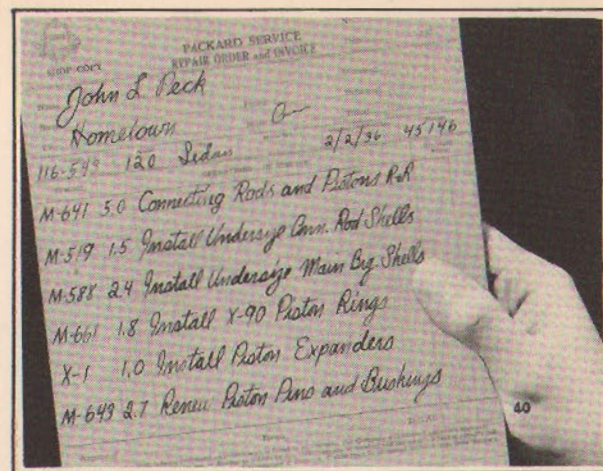 SHOP COPY
PACKARD SERVICE
REPAIR ORDER and INVOICE
John L Peck
Hometown
116-549 120 Sedan 2/2/36 45146
M-641 5.0 Connecting Rods and Pistons R&R
M-519 1.5 Install Undersize Conn. Rod Shells
M-588 2.4 Install Undersize Main Brg. Shells
M-661 1.8 Install X-90 Piston Rings
X-1 1.0 Install Piston Expanders
M-643 2.7 Renew Piston Pins and Bushings
40